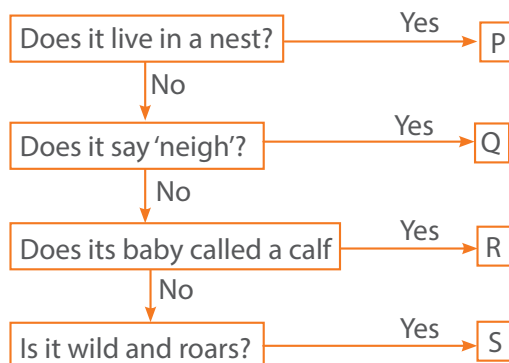 Does it live in a nest?
Yes
P
No
Does it say ‘neigh’?
Yes
Q
No
Does its baby called a calf
Yes
R
No
Is it wild and roars?
Yes
S